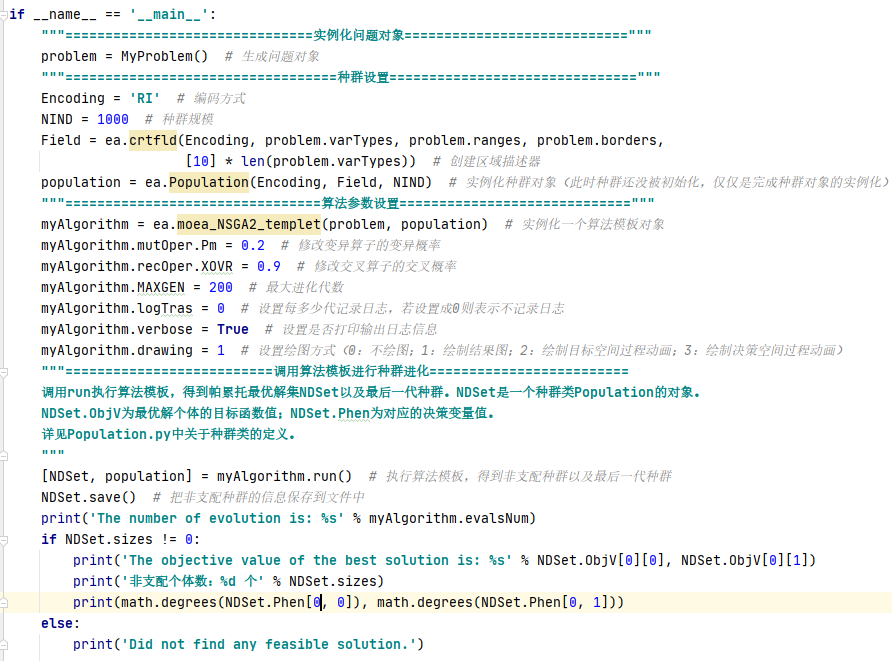 if __name__ == '__main__':
    """===============================实例化问题对象============================"""
    problem = MyProblem()  # 生成问题对象
    """==================================种群设置==============================="""
    Encoding = 'RI'  # 编码方式
    NIND = 1000  # 种群规模
    Field = ea.crtfld(Encoding, problem.varTypes, problem.ranges, problem.borders,
                      [10] * len(problem.varTypes))  # 创建区域描述器
    population = ea.Population(Encoding, Field, NIND)  # 实例化种群对象（此时种群还没被初始化，仅仅是完成种群对象的实例化）
    """================================算法参数设置============================="""
    myAlgorithm = ea.moea_NSGA2_templet(problem, population)  # 实例化一个算法模板对象
    myAlgorithm.mutOper.Pm = 0.2  # 修改变异算子的变异概率
    myAlgorithm.recOper.XOVR = 0.9  # 修改交叉算子的交叉概率
    myAlgorithm.MAXGEN = 200  # 最大进化代数
    myAlgorithm.logTras = 0  # 设置每多少代记录日志，若设置成0则表示不记录日志
    myAlgorithm.verbose = True  # 设置是否打印输出日志信息
    myAlgorithm.drawing = 1  # 设置绘图方式（0：不绘图；1：绘制结果图；2：绘制目标空间过程动画；3：绘制决策空间过程动画）
    """==========================调用算法模板进行种群进化=========================
    调用run执行算法模板，得到帕累托最优解集NDSet以及最后一代种群。NDSet是一个种群类Population的对象。
    NDSet.ObjV为最优解个体的目标函数值；NDSet.Phen为对应的决策变量值。
    详见Population.py中关于种群类的定义。
    """
    [NDSet, population] = myAlgorithm.run()  # 执行算法模板，得到非支配种群以及最后一代种群
    NDSet.save()  # 把非支配种群的信息保存到文件中
    print('The number of evolution is: %s' % myAlgorithm.evalsNum)
    if NDSet.sizes != 0:
        print('The objective value of the best solution is: %s' % NDSet.ObjV[0][0], NDSet.ObjV[0][1])
        print('非支配个体数：%d 个' % NDSet.sizes)
        print(math.degrees(NDSet.Phen[0, 0]), math.degrees(NDSet.Phen[0, 1]))
    else:
        print('Did not find any feasible solution.')